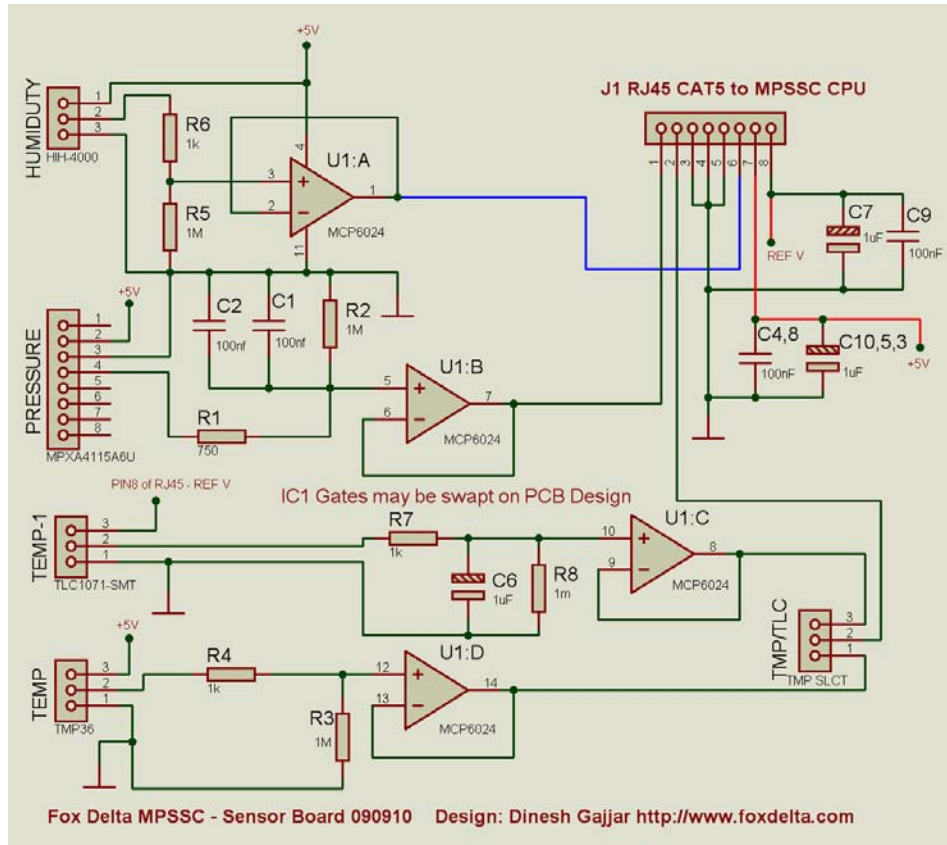 +5V
J1 RJ45 CAT5 to MPSSC CPU
HUMIDUTY
1
2
3
HIH-4000
R6
1k
4
U1:A
3
2
1
11
MCP6024
R5
1M
1 2 3 4 5 6 7 8
REF V
C7
1uF
C9
100nF
+5V
C2
100nf
C1
100nf
R2
1M
C4,8
100nF
C10,5,3
1uF
+5V
PRESSURE
1
2
3
4
5
6
7
8
MPXA4115A6U
R1
750
U1:B
5
6
7
MCP6024
PIN8 of RJ45 - REF V
IC1 Gates may be swapt on PCB Design
TEMP-1
3
2
1
TLC1071-SMT
R7
1k
C6
1uF
R8
1m
U1:C
10
9
8
MCP6024
TMP/TLC
3
2
1
TMP SLCT
+5V
TEMP
3
2
1
TMP36
R4
1k
R3
1M
U1:D
12
13
14
MCP6024
Fox Delta MPSSC - Sensor Board 090910 Design: Dinesh Gajjar http://www.foxdelta.com